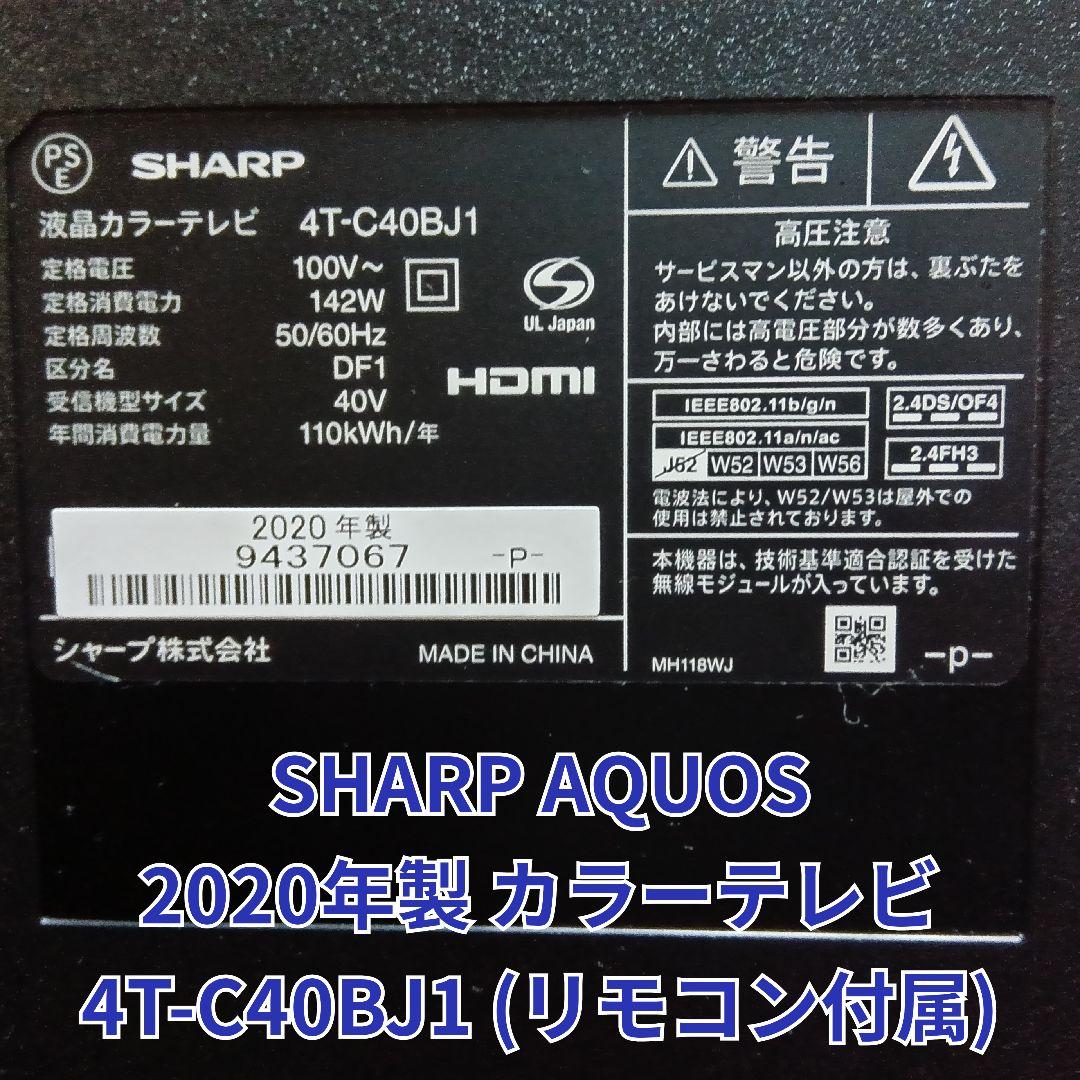 PSE SHARP
液晶カラーテレビ 4T-C40BJ1
定格電圧 100V～
定格消費電力 142W
定格周波数 50/60Hz
区分名 DF1
受信機型サイズ 40V
年間消費電力量 110kWh/年
S
UL Japan
HDMI
2020年製
9437067 -P-
シャープ株式会社 MADE IN CHINA
警告
高圧注意
サービスマン以外の方は、裏ぶたを
あけないでください。
内部には高電圧部分が数多くあり、
万一さわると危険です。
IEEE802.11b/g/n
IEEE802.11a/n/ac
J52 W52 W53 W56
2.4DS/OF4
2.4FH3
電波法により、W52/W53は屋外での
使用は禁止されております。
本機器は、技術基準適合認証を受けた
無線モジュールが入っています。
MH118WJ -p-
SHARP AQUOS
2020年製 カラーテレビ
4T-C40BJ1 (リモコン付属)